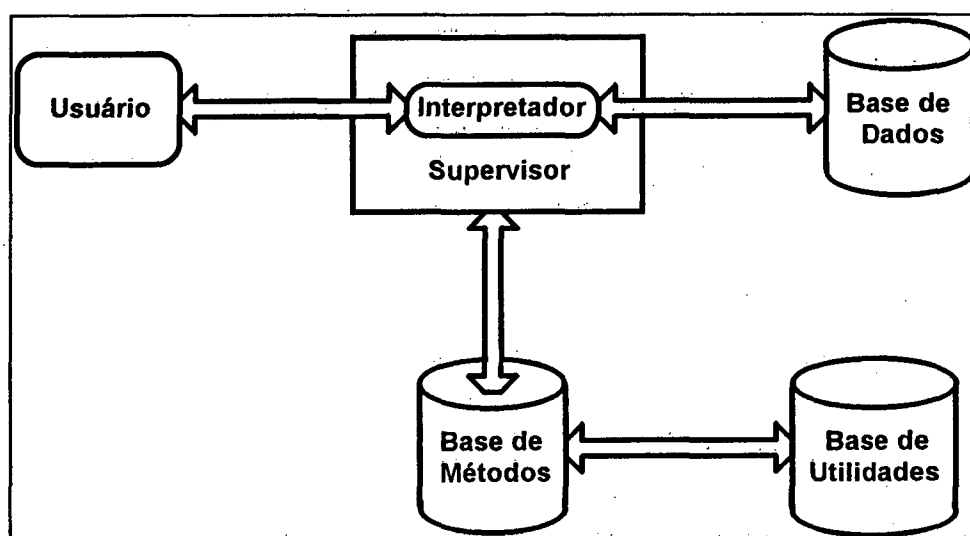 Usuário
Interpretador
Supervisor
Base de
Dados
Base de
Métodos
Base de
Utilidades